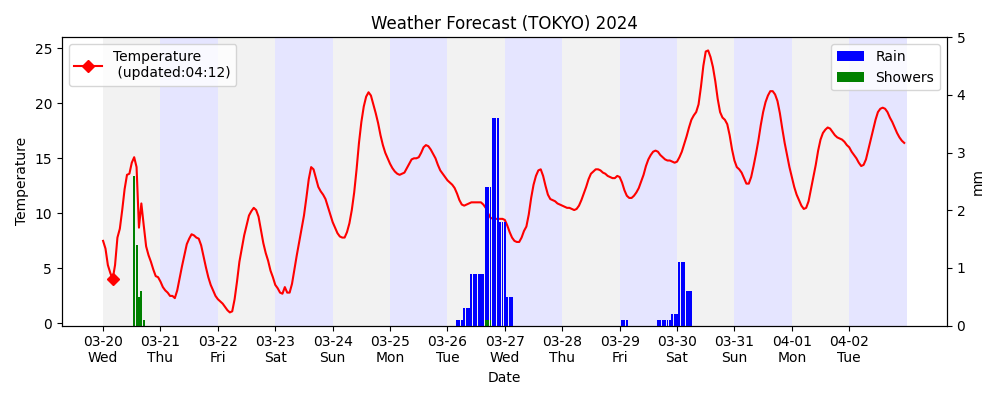 Weather Forecast (TOKYO) 2024
Temperature
(updated:04:12)
Rain
Showers
25
20
15
10
5
0
Temperature
5
4
3
2
1
0
mm
03-20 03-21 03-22 03-23 03-24 03-25 03-26 03-27 03-28 03-29 03-30 03-31 04-01 04-02
Wed Thu Fri Sat Sun Mon Tue Wed Thu Fri Sat Sun Mon Tue
Date